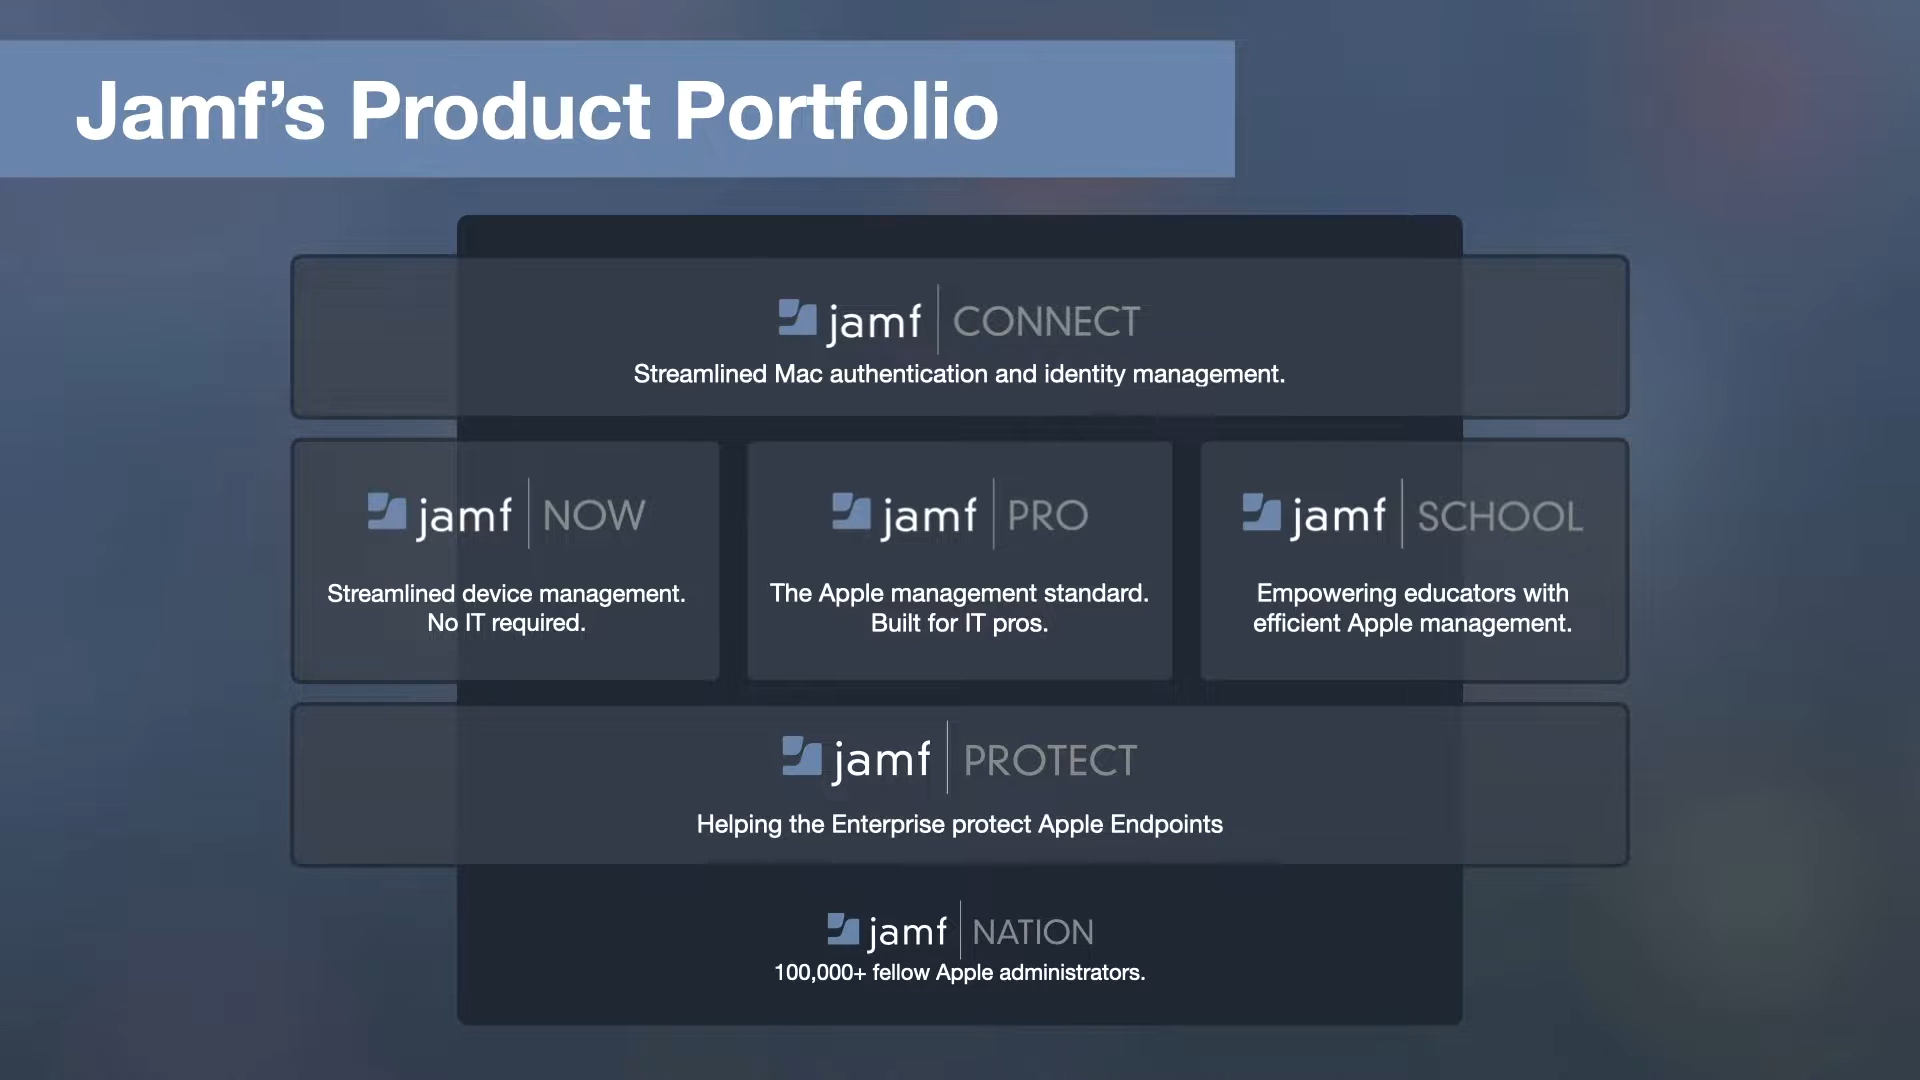 Jamf’s Product Portfolio
jamf | CONNECT
Streamlined Mac authentication and identity management.
jamf | NOW
Streamlined device management.
No IT required.
jamf | PRO
The Apple management standard.
Built for IT pros.
jamf | SCHOOL
Empowering educators with
efficient Apple management.
jamf | PROTECT
Helping the Enterprise protect Apple Endpoints
jamf | NATION
100,000+ fellow Apple administrators.